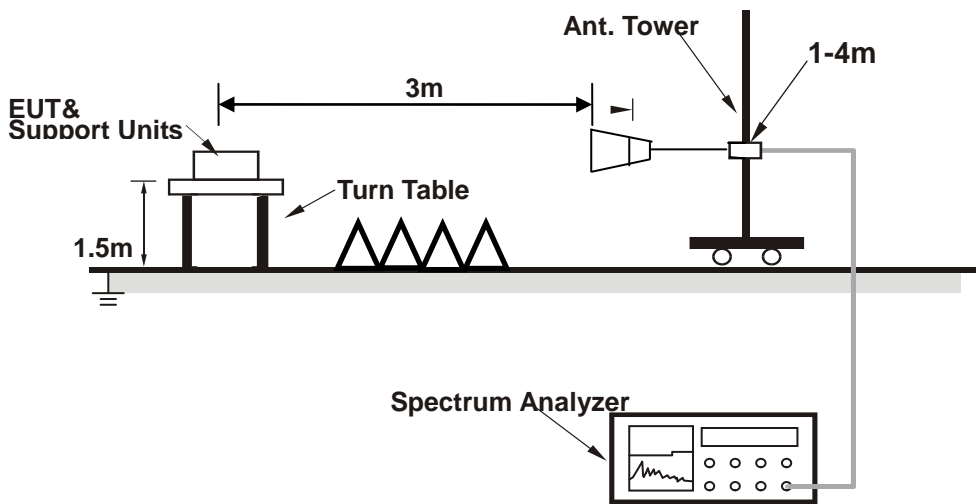 Ant. Tower
1-4m
3m
EUT&
Support Units
Turn Table
1.5m
Spectrum Analyzer